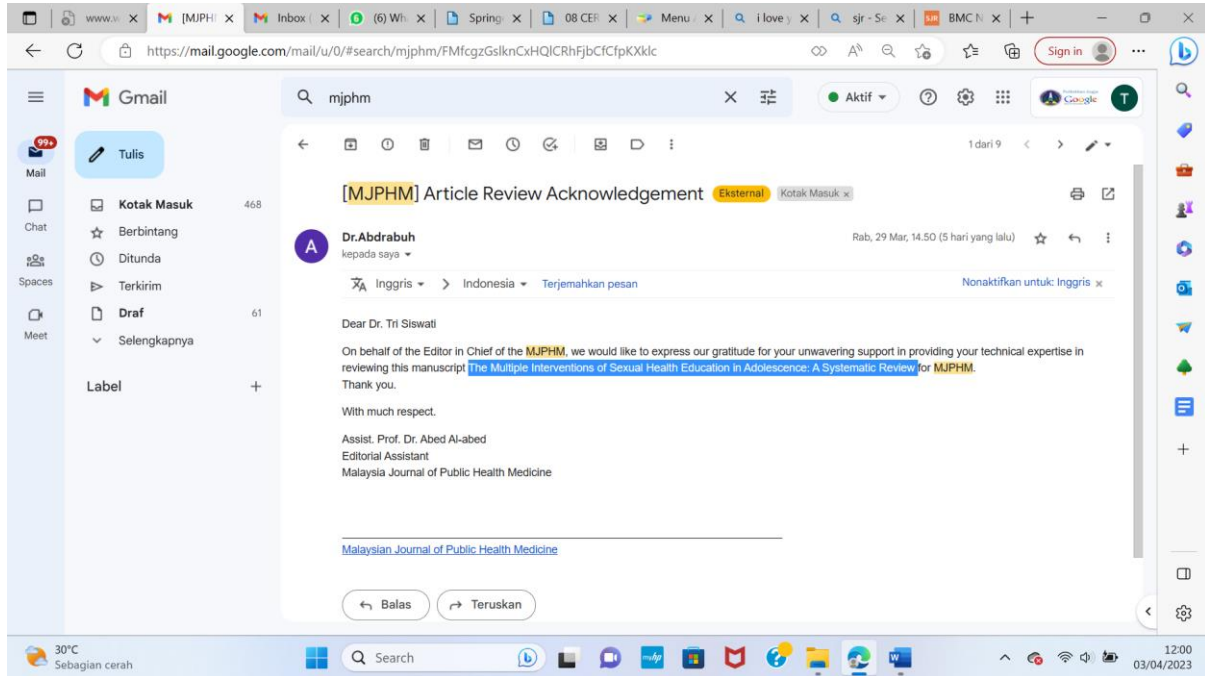 www.w
[MJPHM
Inbox (
(6) Wh
Spring
08 CER
Menu
i love y
sjr - Se
BMC N
https://mail.google.com/mail/u/0/#search/mjphm/FMfcgzGslknCxHQlCRhFjbCfCfpKXklc
Sign in
Gmail
mjphm
Aktif
Google
T
99+
Mail
Chat
Spaces
Meet
Tulis
Kotak Masuk 468
Berbintang
Ditunda
Terkirim
Draf 61
Selengkapnya
Label
1 dari 9
[MJPHM] Article Review Acknowledgement Eksternal Kotak Masuk x
A
Dr.Abdrabuh Rab, 29 Mar, 14.50 (5 hari yang lalu)
kepada saya
Inggris > Indonesia Terjemahkan pesan Nonaktifkan untuk: Inggris x
Dear Dr. Tri Siswati
On behalf of the Editor in Chief of the MJPHM, we would like to express our gratitude for your unwavering support in providing your technical expertise in
reviewing this manuscript The Multiple Interventions of Sexual Health Education in Adolescence: A Systematic Review for MJPHM.
Thank you.
With much respect.
Assist. Prof. Dr. Abed Al-abed
Editorial Assistant
Malaysia Journal of Public Health Medicine
Malaysian Journal of Public Health Medicine
Balas
Teruskan
30°C
Sebagian cerah
Search
12:00
03/04/2023